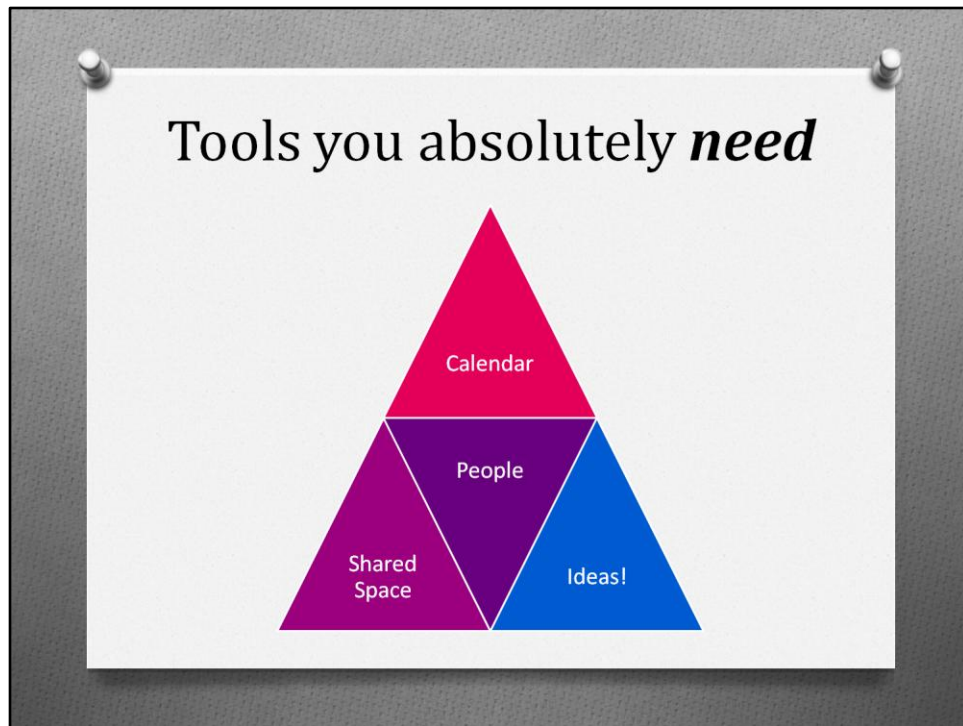 Tools you absolutely need
Calendar
People
Shared
Space
Ideas!